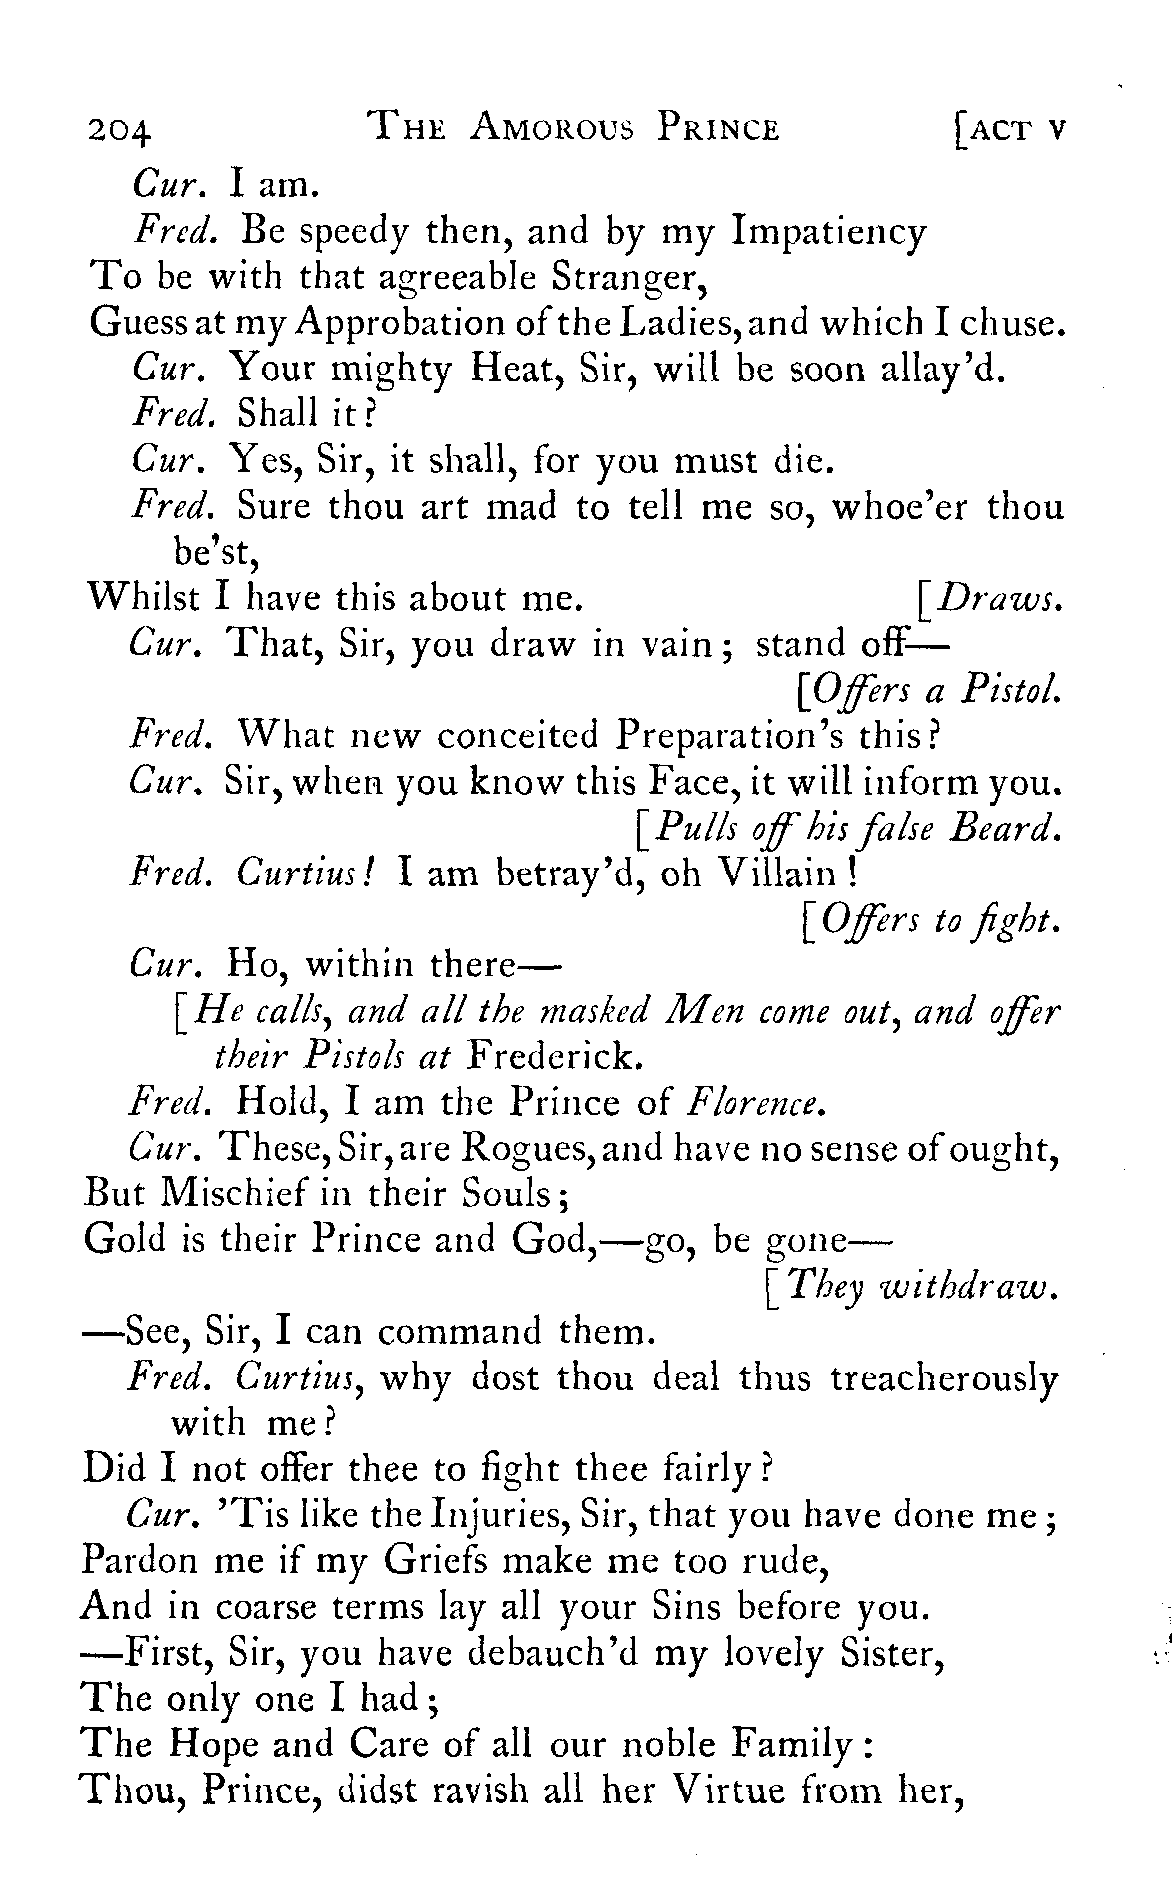 204 THE AMOROUS PRINCE [ACT V
Cur. I am.
Fred. Be speedy then, and by my Impatiency
To be with that agreeable Stranger,
Guess at my Approbation of the Ladies, and which I chuse.
Cur. Your mighty Heat, Sir, will be soon allay'd.
Fred. Shall it?
Cur. Yes, Sir, it shall, for you must die.
Fred. Sure thou art mad to tell me so, whoe'er thou
be'st,
Whilst I have this about me. [Draws.
Cur. That, Sir, you draw in vain; stand off—
[Offers a Pistol.
Fred. What new conceited Preparation's this?
Cur. Sir, when you know this Face, it will inform you.
[Pulls off his false Beard.
Fred. Curtius! I am betray'd, oh Villain!
[Offers to fight.
Cur. Ho, within there—
[He calls, and all the masked Men come out, and offer
their Pistols at Frederick.
Fred. Hold, I am the Prince of Florence.
Cur. These, Sir, are Rogues, and have no sense of ought,
But Mischief in their Souls;
Gold is their Prince and God,—go, be gone—
[They withdraw.
—See, Sir, I can command them.
Fred. Curtius, why dost thou deal thus treacherously
with me?
Did I not offer thee to fight thee fairly?
Cur. 'Tis like the Injuries, Sir, that you have done me;
Pardon me if my Griefs make me too rude,
And in coarse terms lay all your Sins before you.
—First, Sir, you have debauch'd my lovely Sister,
The only one I had;
The Hope and Care of all our noble Family:
Thou, Prince, didst ravish all her Virtue from her,